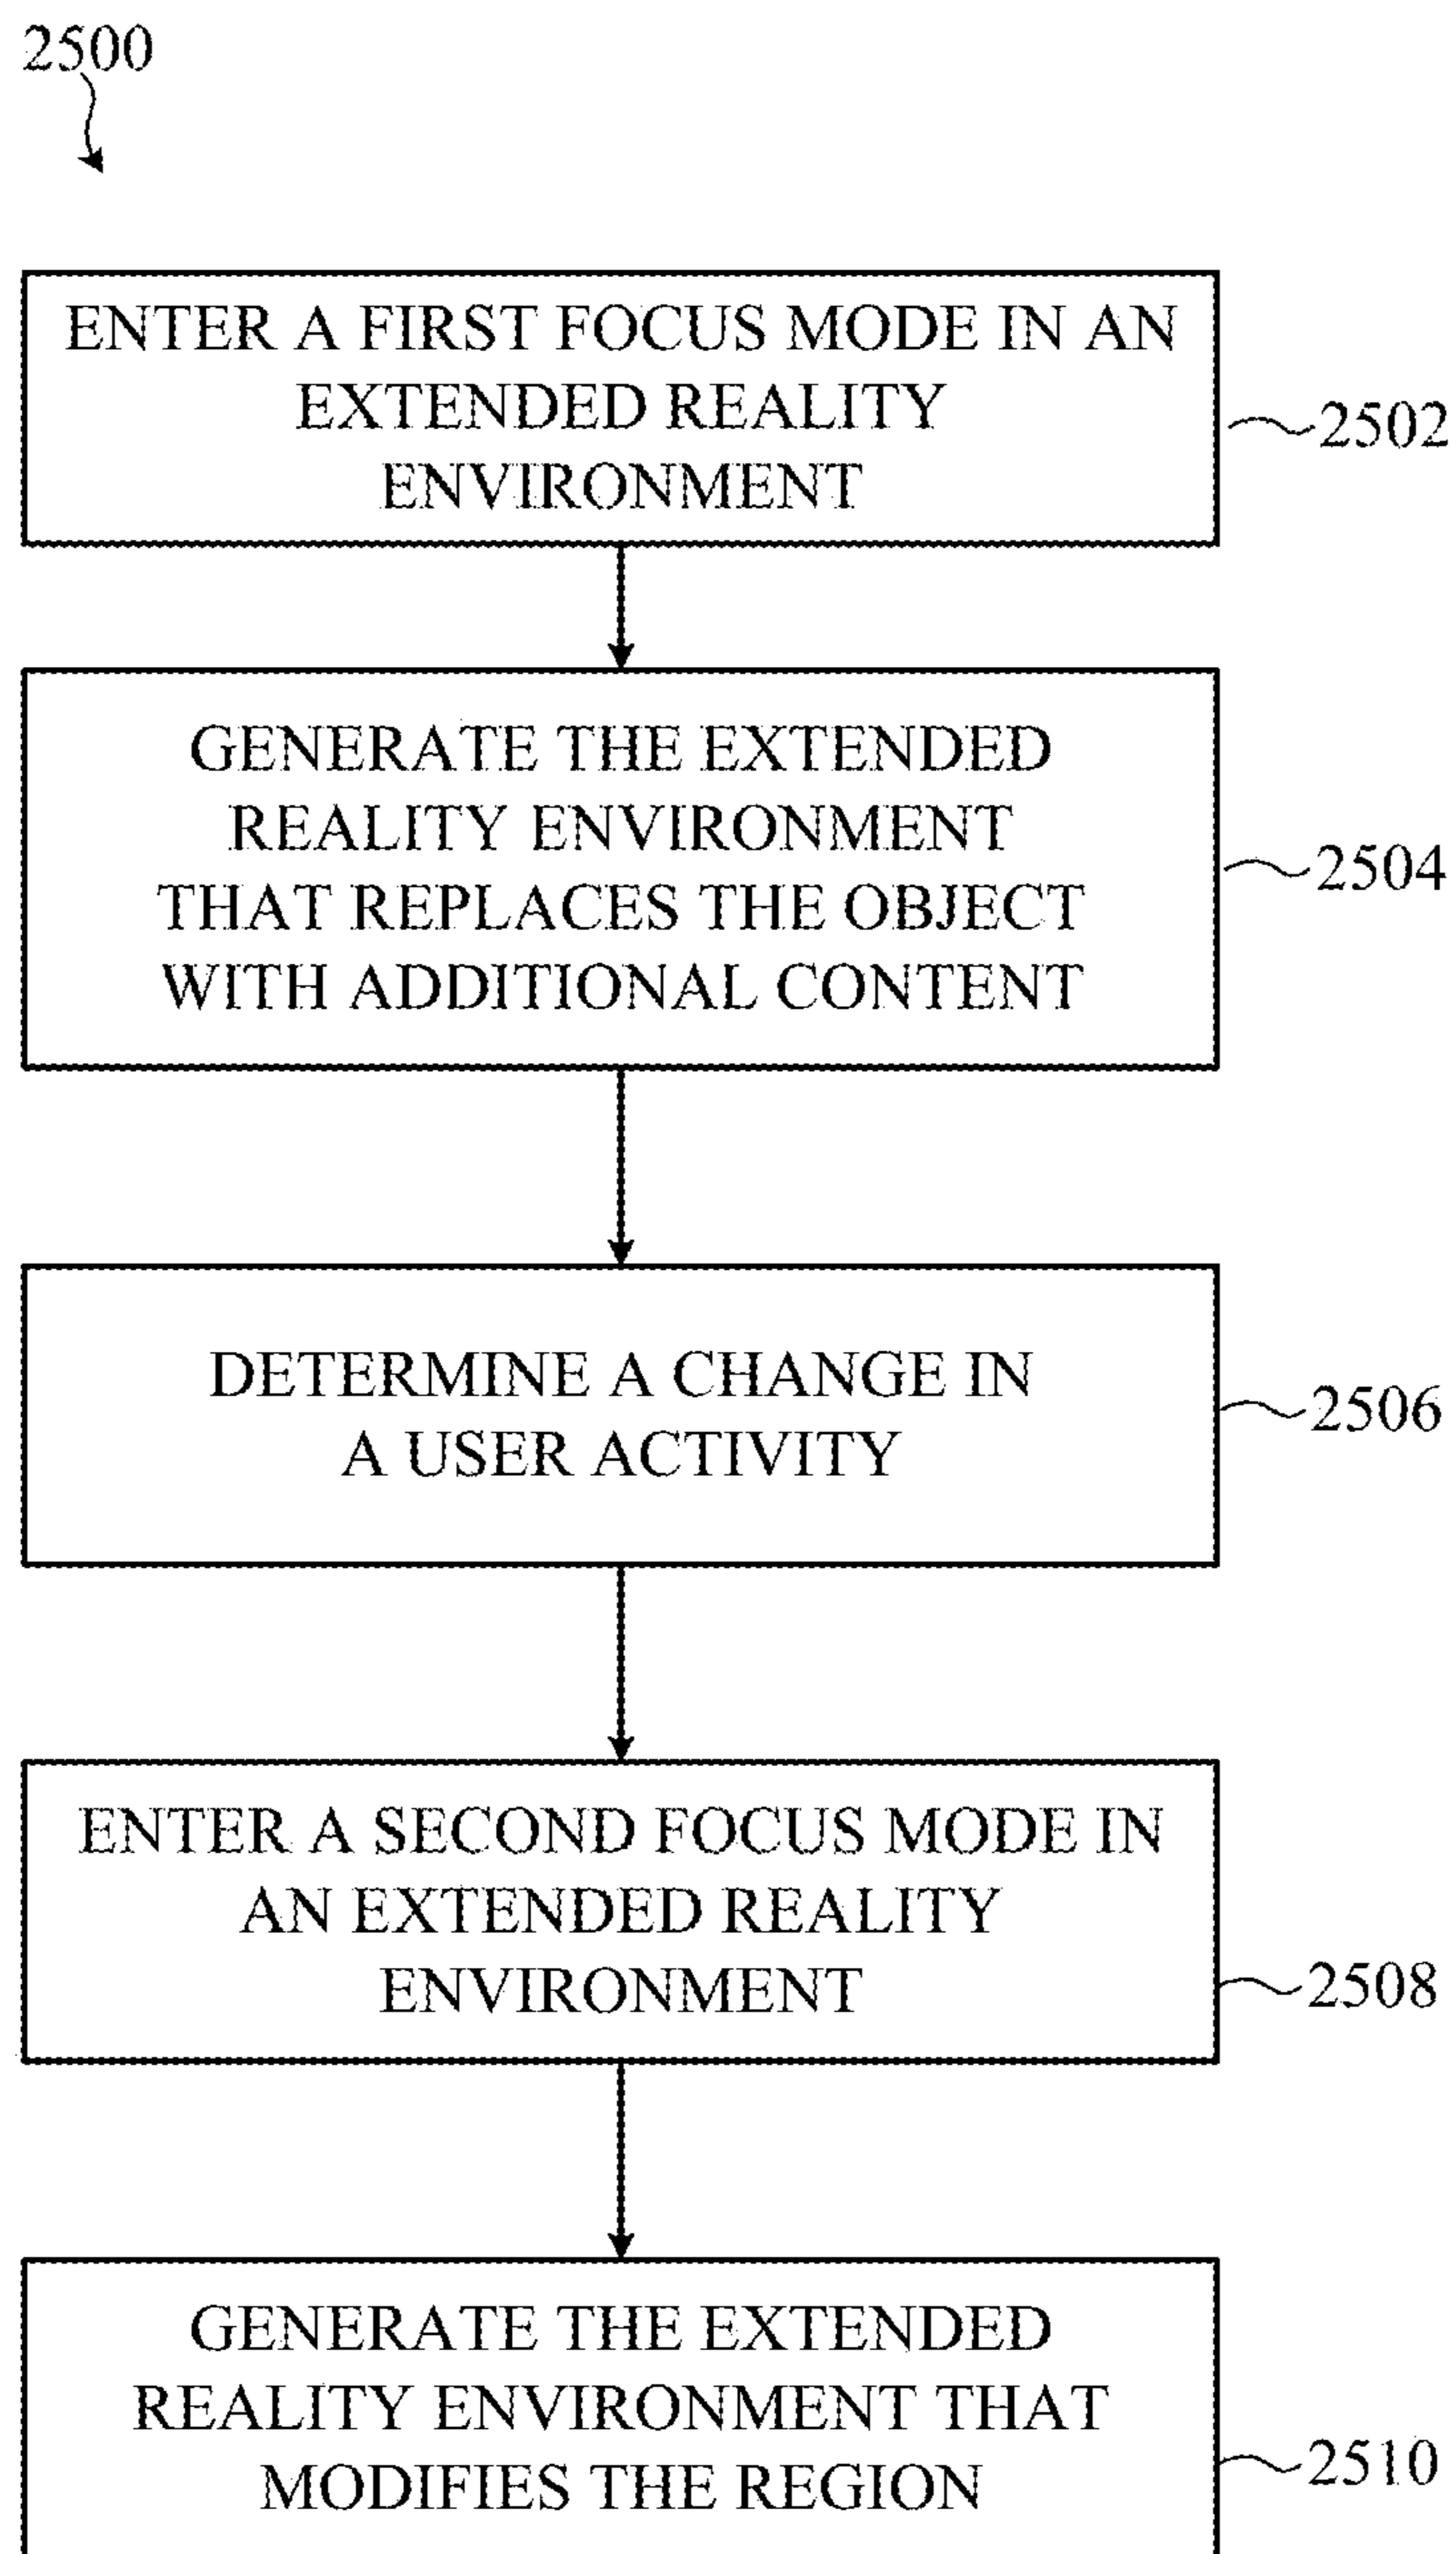 2500
ENTER A FIRST FOCUS MODE IN AN
EXTENDED REALITY
ENVIRONMENT
2502
GENERATE THE EXTENDED
REALITY ENVIRONMENT
THAT REPLACES THE OBJECT
WITH ADDITIONAL CONTENT
2504
DETERMINE A CHANGE IN
A USER ACTIVITY
2506
ENTER A SECOND FOCUS MODE IN
AN EXTENDED REALITY
ENVIRONMENT
2508
GENERATE THE EXTENDED
REALITY ENVIRONMENT THAT
MODIFIES THE REGION
2510